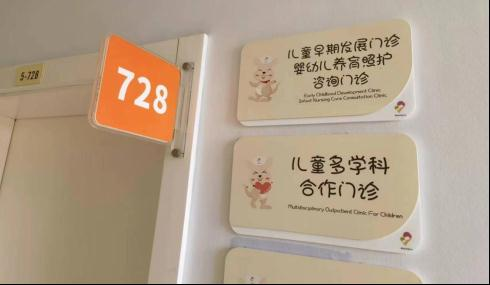 5-728
728
儿童早期发展门诊
婴幼儿养育照护
咨询门诊
Early Childhood Development Clinic
Infant Nursing Care Consultation Clinic
儿童多学科
合作门诊
Multidisciplinary Outpatient Clinic For Children